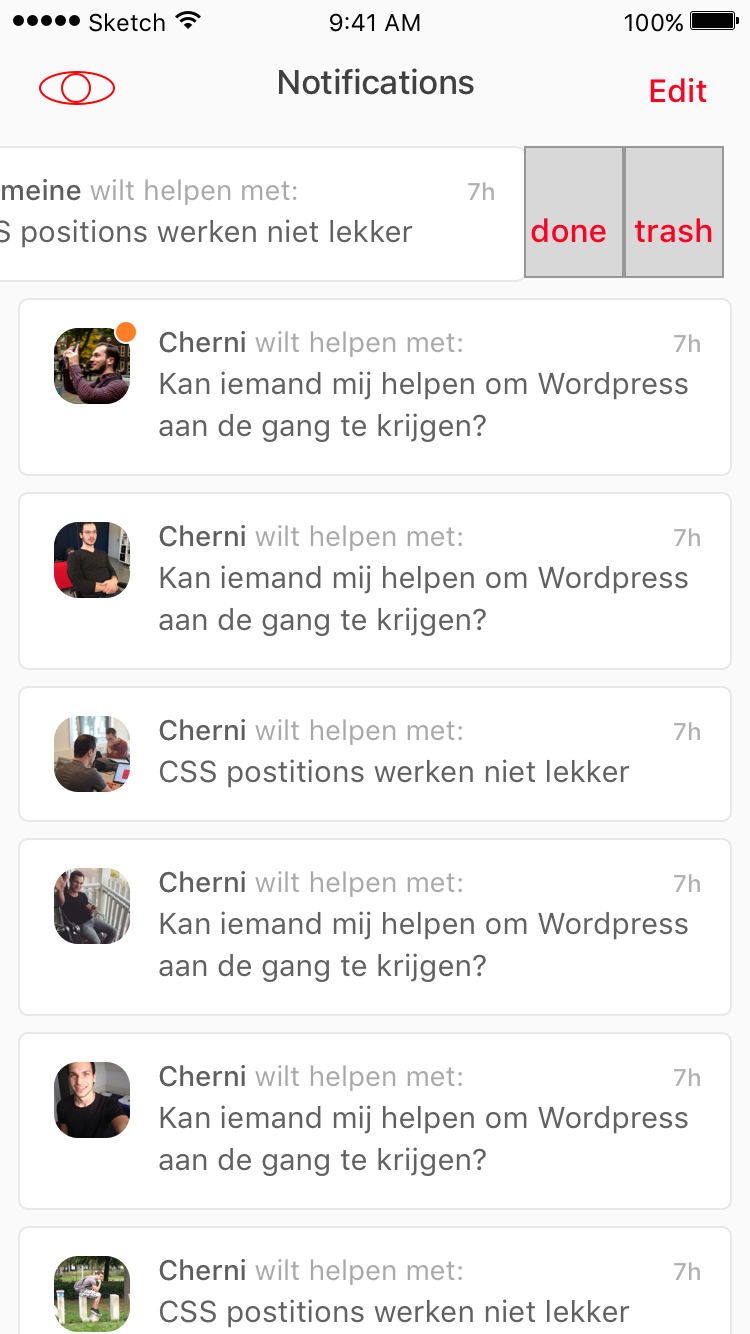 Sketch 9:41 AM 100%
Notifications
Edit
meine wilt helpen met: 7h
S positions werken niet lekker
done trash
Cherni wilt helpen met: 7h
Kan iemand mij helpen om Wordpress
aan de gang te krijgen?
Cherni wilt helpen met: 7h
Kan iemand mij helpen om Wordpress
aan de gang te krijgen?
Cherni wilt helpen met: 7h
CSS postitions werken niet lekker
Cherni wilt helpen met: 7h
Kan iemand mij helpen om Wordpress
aan de gang te krijgen?
Cherni wilt helpen met: 7h
Kan iemand mij helpen om Wordpress
aan de gang te krijgen?
Cherni wilt helpen met: 7h
CSS postitions werken niet lekker